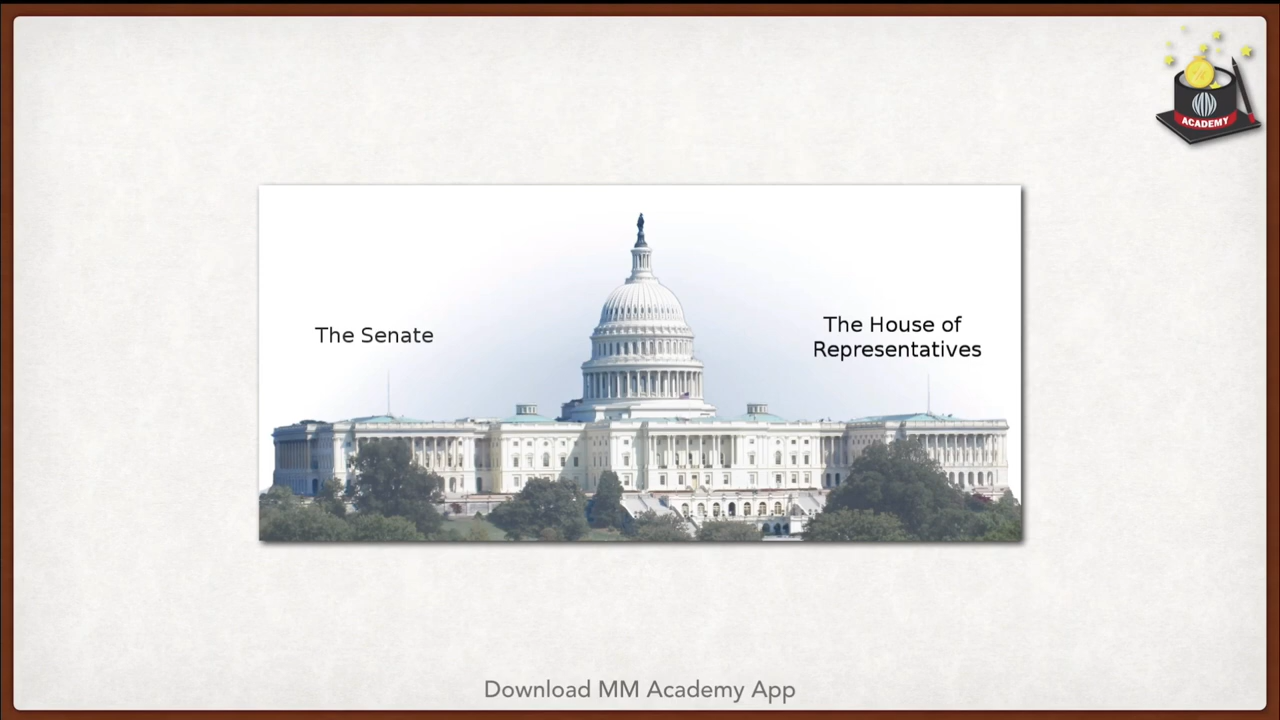 ACADEMY
The Senate
The House of
Representatives
Download MM Academy App